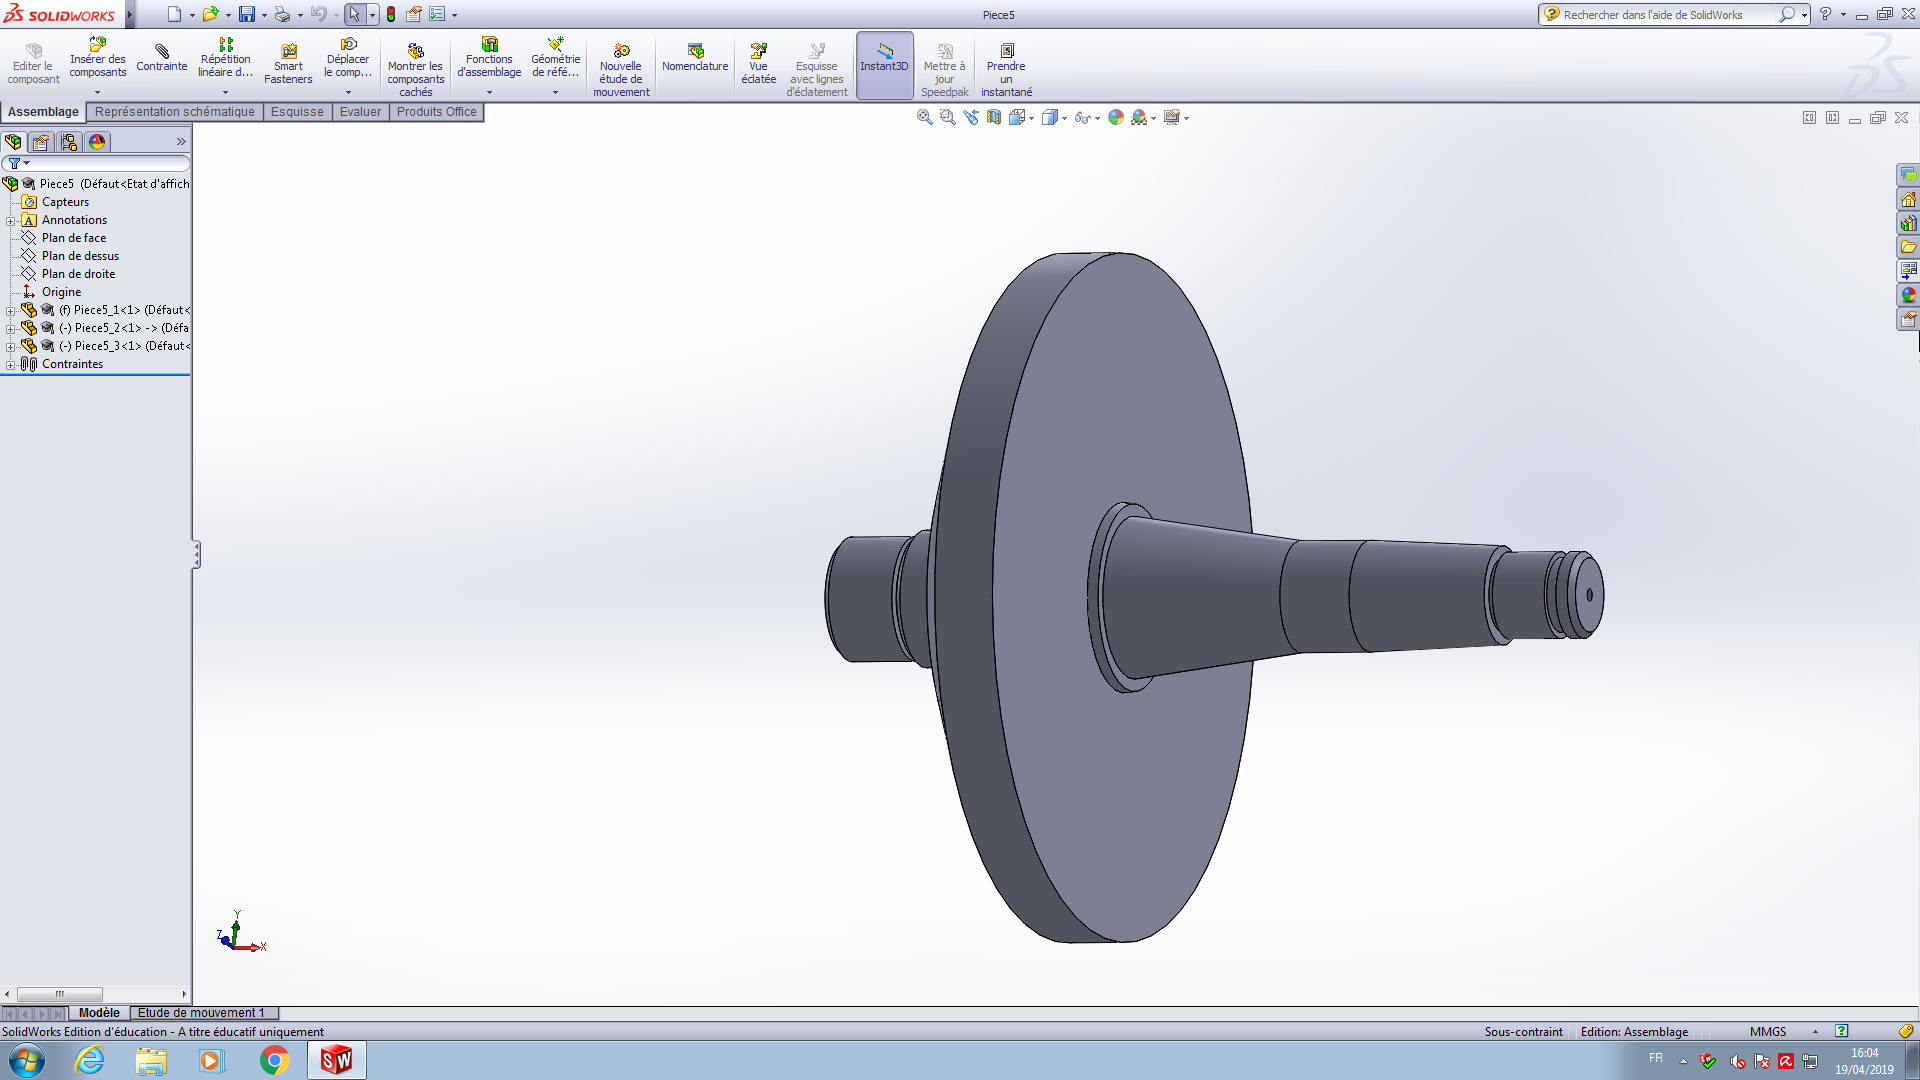 SOLIDWORKS
Piece5
Rechercher dans l'aide de SolidWorks
Editer le composant
Insérer des composants
Contrainte
Répétition linéaire d...
Smart Fasteners
Déplacer le comp...
Montrer les composants cachés
Fonctions d'assemblage
Géométrie de réfé...
Nouvelle étude de mouvement
Nomenclature
Vue éclatée
Esquisse avec lignes d'éclatement
Instant3D
Mettre à jour Speedpak
Prendre un instantané
Assemblage
Représentation schématique
Esquisse
Evaluer
Produits Office
Piece5 (Défaut<Etat d'affich
Capteurs
Annotations
Plan de face
Plan de dessus
Plan de droite
Origine
(f) Piece5_1<1> (Défaut<
(-) Piece5_2<1> -> (Défa
(-) Piece5_3<1> (Défaut<
Contraintes
Y
Z
X
Modèle
Etude de mouvement 1
SolidWorks Edition d'éducation - A titre éducatif uniquement
Sous-contraint
Edition: Assemblage
MMGS
FR
16:04
19/04/2019